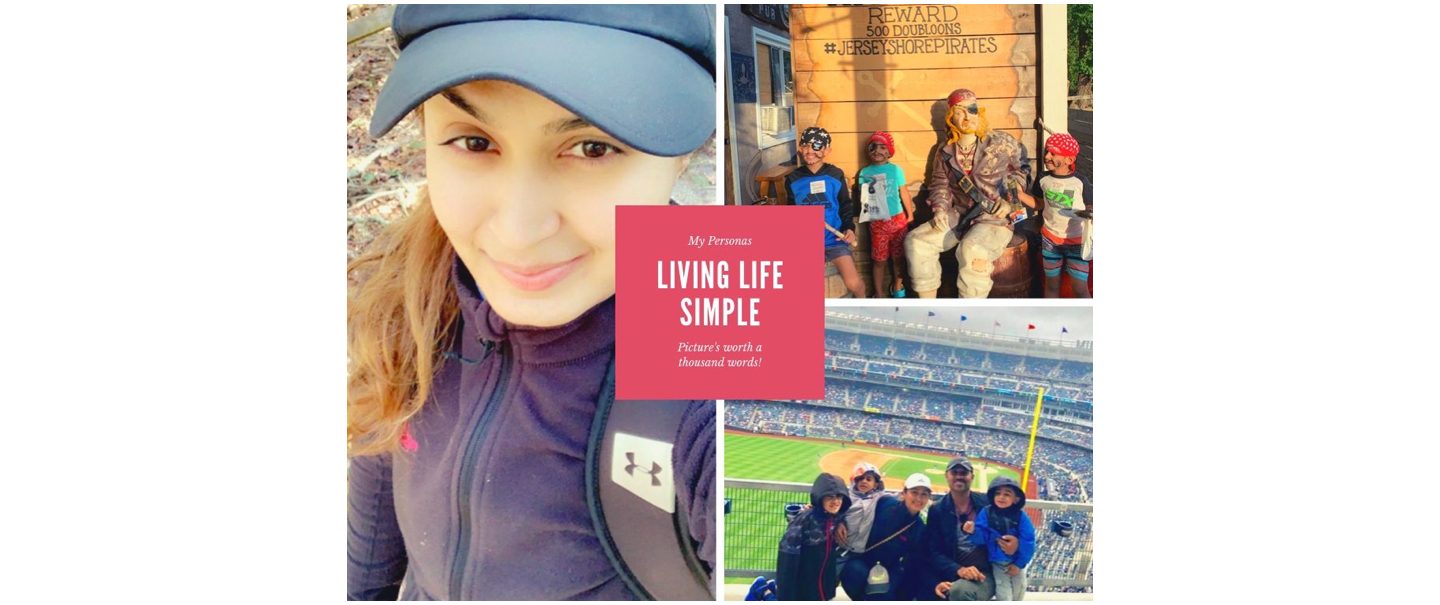 REWARD
500 DOUBLOONS
#JERSEYSHOREPIRATES
My Personas
LIVING LIFE
SIMPLE
Picture's worth a
thousand words!